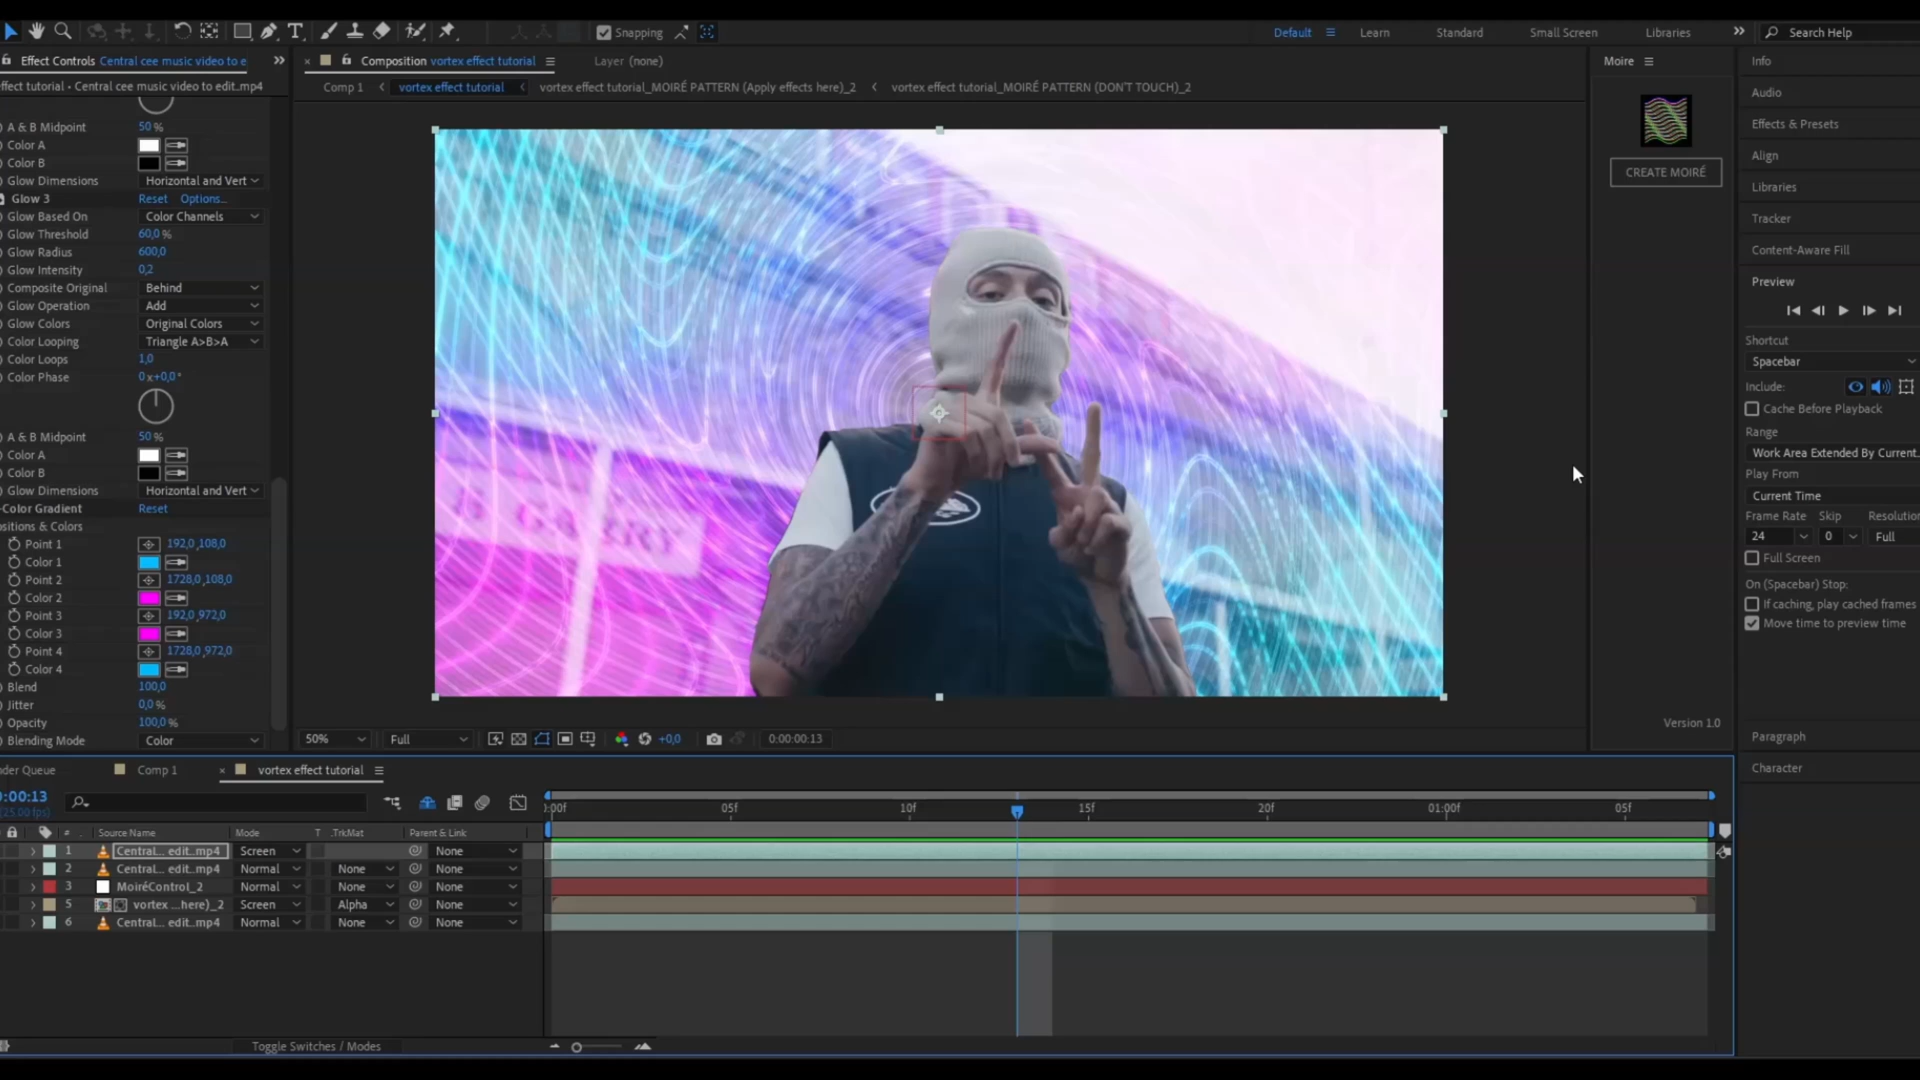 Snapping
Default
Learn
Standard
Small Screen
Libraries
Search Help
Effect Controls Central cee music video to e
Composition vortex effect tutorial
Layer (none)
Moire
Info
ffect tutorial • Central cee music video to edit..mp4
Comp 1
vortex effect tutorial
vortex effect tutorial_MOIRÉ PATTERN (Apply effects here)_2
vortex effect tutorial_MOIRÉ PATTERN (DON'T TOUCH)_2
Audio
Effects & Presets
Align
CREATE MOIRÉ
Libraries
Tracker
Content-Aware Fill
Preview
A & B Midpoint 50 %
Color A
Color B
Glow Dimensions Horizontal and Vert
Glow 3 Reset Options...
Glow Based On Color Channels
Glow Threshold 60,0 %
Glow Radius 600,0
Glow Intensity 0,2
Composite Original Behind
Glow Operation Add
Glow Colors Original Colors
Color Looping Triangle A>B>A
Color Loops 1,0
Color Phase 0 x+0,0°
A & B Midpoint 50 %
Color A
Color B
Glow Dimensions Horizontal and Vert
-Color Gradient Reset
ositions & Colors
Point 1 192,0,108,0
Color 1
Point 2 1728,0,108,0
Color 2
Point 3 192,0,972,0
Color 3
Point 4 1728,0,972,0
Color 4
Blend 100,0
Jitter 0,0 %
Opacity 100,0 %
Blending Mode Color
Shortcut
Spacebar
Include:
Cache Before Playback
Range
Work Area Extended By Current...
Play From
Current Time
Frame Rate Skip Resolutio
24 0 Full
Full Screen
On (Spacebar) Stop:
If caching, play cached frames
Move time to preview time
Version 1.0
Paragraph
Character
50% Full +0,0 0:00:00:13
der Queue
Comp 1
vortex effect tutorial
0:00:13
(25.00 fps)
:00f 05f 10f 15f 20f 01:00f 05f
# Source Name Mode T .TrkMat Parent & Link
1 Central... edit..mp4 Screen None
2 Central... edit..mp4 Normal None None
3 MoiréControl_2 Normal None None
5 vortex ...here)_2 Screen Alpha None
6 Central... edit..mp4 Normal None None
Toggle Switches / Modes